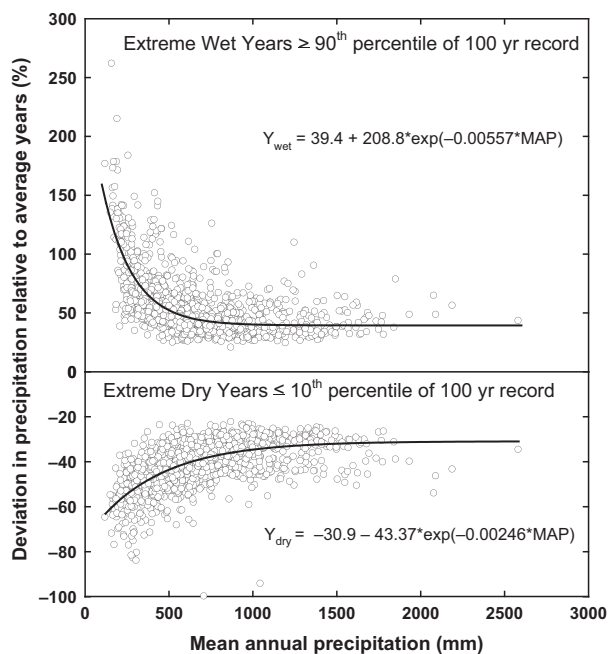 Extreme Wet Years ≥ 90th percentile of 100 yr record
Ywet = 39.4 + 208.8*exp(–0.00557*MAP)
300
250
200
150
100
50
0
Extreme Dry Years ≤ 10th percentile of 100 yr record
Ydry = –30.9 – 43.37*exp(–0.00246*MAP)
–20
–40
–60
–80
–100
0 500 1000 1500 2000 2500 3000
Mean annual precipitation (mm)
Deviation in precipitation relative to average years (%)